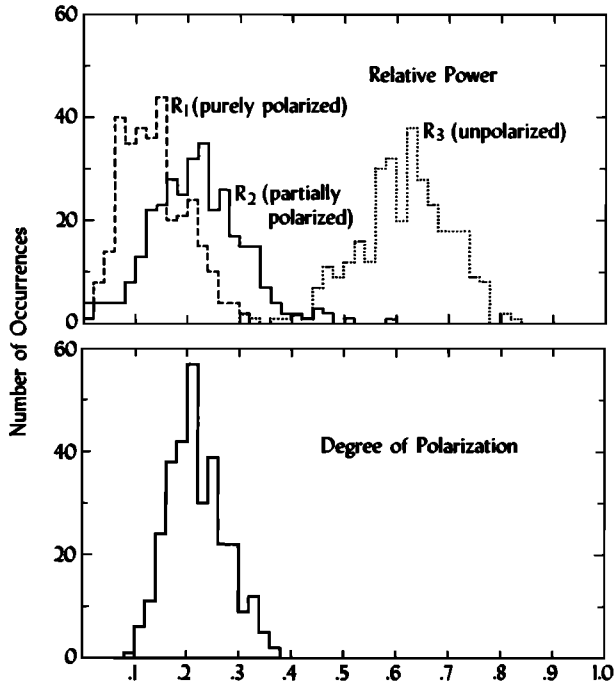 60
40
20
0
Relative Power
R1 (purely polarized)
R3 (unpolarized)
R2 (partially
polarized)
Number of Occurrences
60
40
20
0
Degree of Polarization
.1 .2 .3 .4 .5 .6 .7 .8 .9 1.0